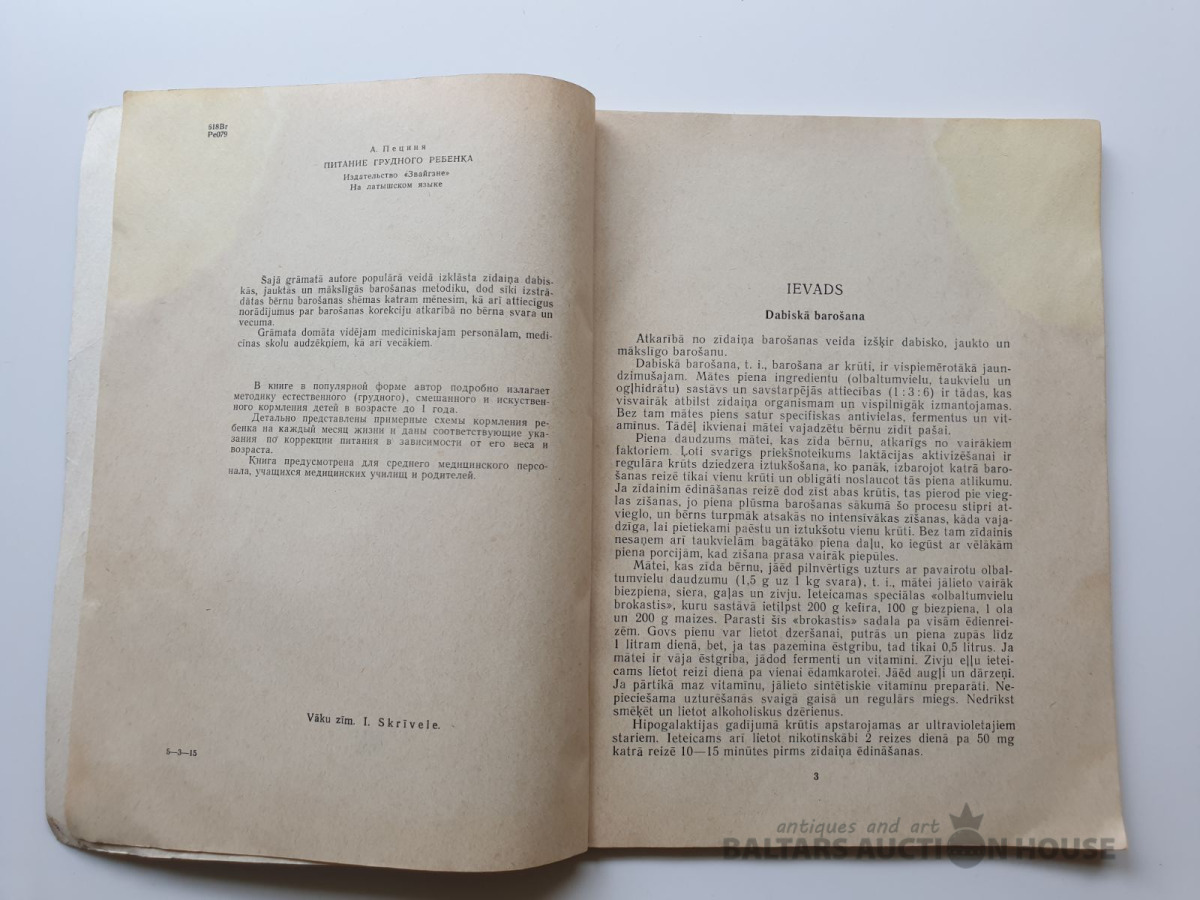 618Br
Pe079
А. Пециня
ПИТАНИЕ ГРУДНОГО РЕБЕНКА
Издательство «Звайгзне»
На латышском языке
Šajā grāmatā autore populārā veidā izklāsta zīdaiņa dabis-
kās, jauktās un mākslīgās barošanas metodiku, dod sīki izstrā-
dātas bērnu barošanas shēmas katram mēnesim, kā arī attiecīgus
norādījumus par barošanas korekciju atkarībā no bērna svara un
vecuma.
Grāmata domāta vidējam medicīniskajam personālam, medi-
cīnas skolu audzēkņiem, kā arī vecākiem.
В книге в популярной форме автор подробно излагает
методику естественного (грудного), смешанного и искуствен-
ного кормления детей в возрасте до 1 года.
Детально представлены примерные схемы кормления ре-
бенка на каждый месяц жизни и даны соответствующие ука-
зания по коррекции питания в зависимости от его веса и
возраста.
Книга предусмотрена для среднего медицинского персо-
нала, учащихся медицинских училищ и родителей.
Vāku zīm. I. Skrīvele.
5—3—15
IEVADS
Dabiskā barošana
Atkarībā no zīdaiņa barošanas veida izšķir dabisko, jaukto un
mākslīgo barošanu.
Dabiskā barošana, t. i., barošana ar krūti, ir vispiemērotākā jaun-
dzimušajam. Mātes piena ingredientu (olbaltumvielu, taukvielu un
ogļhidrātu) sastāvs un savstarpējās attiecības (1:3:6) ir tādas, kas
visvairāk atbilst zīdaiņa organismam un vispilnīgāk izmantojamas.
Bez tam mātes piens satur specifiskas antivielas, fermentus un vit-
amīnus. Tādēļ ikvienai mātei vajadzētu bērnu zīdīt pašai.
Piena daudzums mātei, kas zīda bērnu, atkarīgs no vairākiem
faktoriem. Ļoti svarīgs priekšnoteikums laktācijas aktivizēšanai ir
regulāra krūts dziedzera iztukšošana, ko panāk, izbarojot katrā baro-
šanas reizē tikai vienu krūti un obligāti noslaucot tās piena atlikumu.
Ja zīdainim ēdināšanas reizē dod zīst abas krūtis, tas pierod pie vieg-
las zīšanas, jo piena plūsma barošanas sākumā šo procesu stipri at-
vieglo, un bērns turpmāk atsakās no intensīvākas zīšanas, kāda vaja-
dzīga, lai pietiekami paēstu un iztukšotu vienu krūti. Bez tam zīdainis
nesaņem arī taukvielām bagātāko piena daļu, ko iegūst ar vēlākām
piena porcijām, kad zīšana prasa vairāk piepūles.
Mātei, kas zīda bērnu, jāēd pilnvērtīgs uzturs ar pavairotu olbal-
tumvielu daudzumu (1,5 g uz 1 kg svara), t. i., mātei jālieto vairāk
biezpiena, siera, gaļas un zivju. Ieteicamas speciālas «olbaltumvielu
brokastis», kuru sastāvā ietilpst 200 g kefīra, 100 g biezpiena, 1 ola
un 200 g maizes. Parasti šīs «brokastis» sadala pa visām ēdienrei-
zēm. Govs pienu var lietot dzeršanai, putrās un piena zupās līdz
1 litram dienā, bet, ja tas pazemina ēstgribu, tad tikai 0,5 litrus. Ja
mātei ir vāja ēstgriba, jādod fermenti un vitamīni. Zivju eļļu ietei-
cams lietot reizi dienā pa vienai ēdamkarotei. Jāēd augļi un dārzeņi.
Ja pārtikā maz vitamīnu, jālieto sintētiskie vitamīnu preparāti. Ne-
pieciešama uzturēšanās svaigā gaisā un regulārs miegs. Nedrīkst
smēķēt un lietot alkoholiskus dzērienus.
Hipogalaktijas gadījumā krūtis apstarojamas ar ultravioletajiem
stariem. Ieteicams arī lietot nikotīnskābi 2 reizes dienā pa 50 mg
katrā reizē 10—15 minūtes pirms zīdaiņa ēdināšanas.
3
antiques and art
BALTARS AUCTION HOUSE